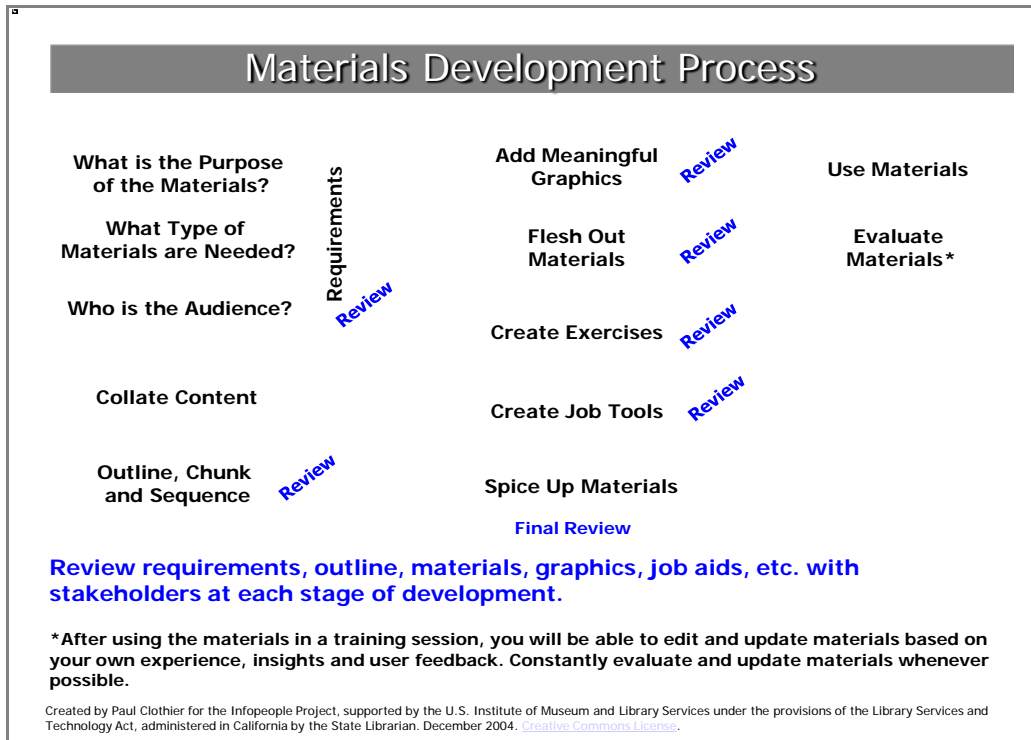 Materials Development Process
What is the Purpose
of the Materials?
What Type of
Materials are Needed?
Who is the Audience?
Requirements
Review
Collate Content
Outline, Chunk
and Sequence
Review
Add Meaningful
Graphics
Review
Flesh Out
Materials
Review
Create Exercises
Review
Create Job Tools
Review
Spice Up Materials
Final Review
Use Materials
Evaluate
Materials*
Review requirements, outline, materials, graphics, job aids, etc. with
stakeholders at each stage of development.
*After using the materials in a training session, you will be able to edit and update materials based on
your own experience, insights and user feedback. Constantly evaluate and update materials whenever
possible.
Created by Paul Clothier for the Infopeople Project, supported by the U.S. Institute of Museum and Library Services under the provisions of the Library Services and
Technology Act, administered in California by the State Librarian. December 2004. Creative Commons License.